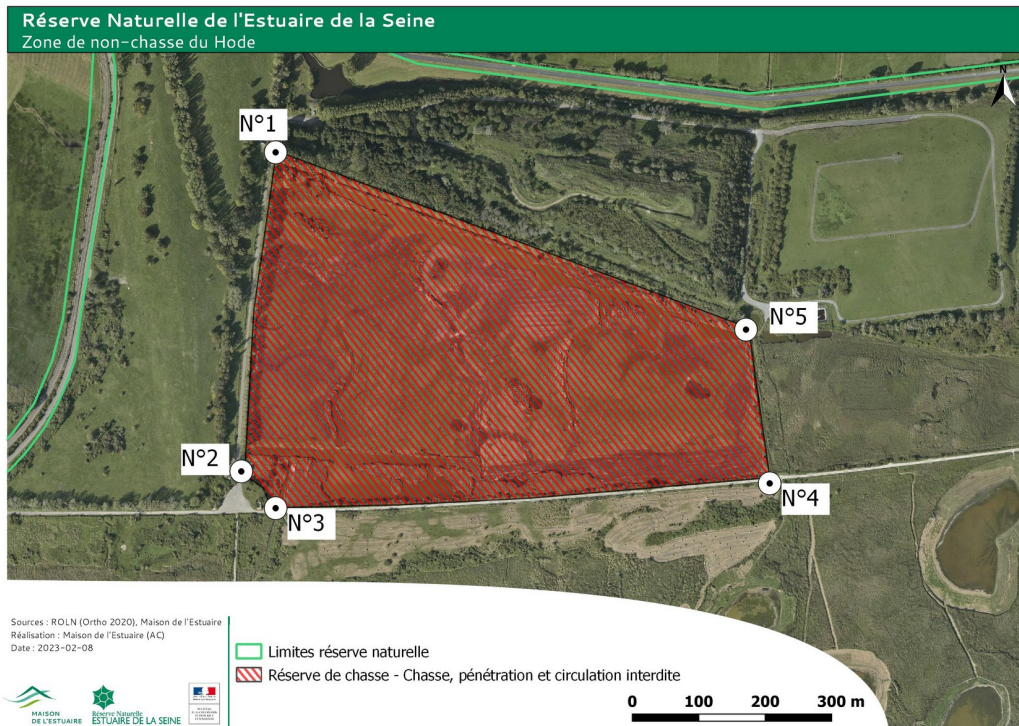 Réserve Naturelle de l'Estuaire de la Seine
Zone de non-chasse du Hode
N
N°1
N°5
N°2
N°4
N°3
Sources : ROLN (Ortho 2020), Maison de l'Estuaire
Réalisation : Maison de l'Estuaire (AC)
Date : 2023-02-08
Limites réserve naturelle
Réserve de chasse - Chasse, pénétration et circulation interdite
0 100 200 300 m
MAISON
DE L'ESTUAIRE
Réserve Naturelle
ESTUAIRE DE LA SEINE